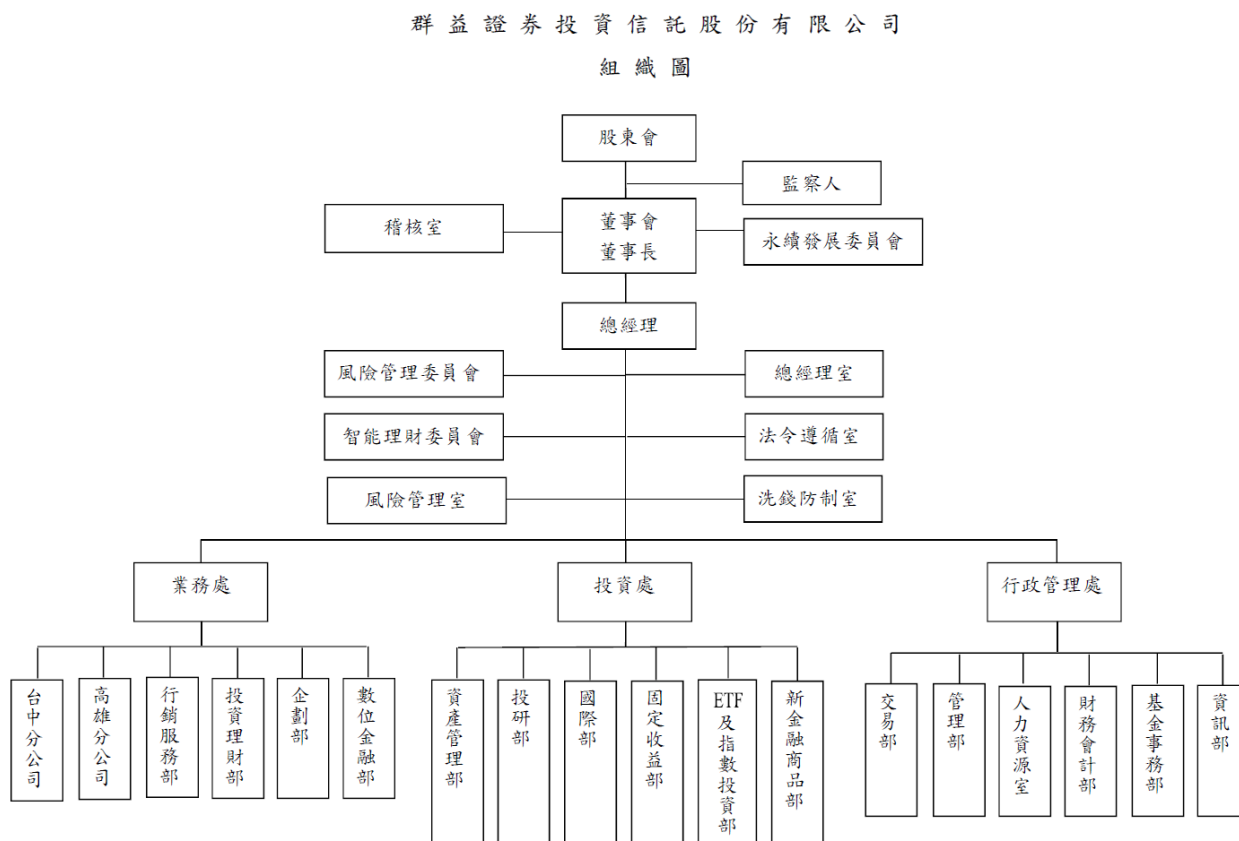 群益證券投資信託股份有限公司
組織圖
股東會
監察人
稽核室
董事會
董事長
永續發展委員會
總經理
風險管理委員會
總經理室
智能理財委員會
法令遵循室
風險管理室
洗錢防制室
業務處
投資處
行政管理處
台中分公司
高雄分公司
行銷服務部
投資理財部
企劃部
數位金融部
資產管理部
投研部
國際部
固定收益部
ETF及指數投資部
新金融商品部
交易部
管理部
人力資源室
財務會計部
基金事務部
資訊部